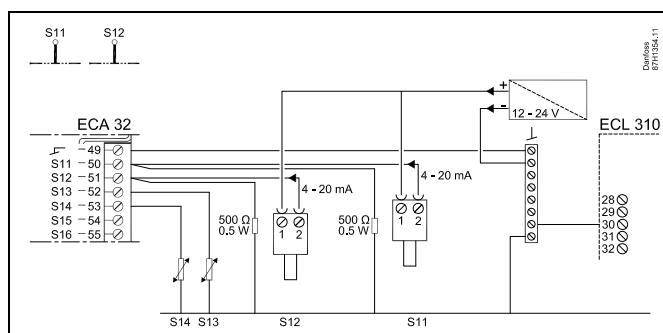 S11 S12
Danfoss
87H1354.11
+
-
12 - 24 V
ECA 32
ECL 310
49
S11 - 50
S12 - 51
S13 - 52
S14 - 53
S15 - 54
S16 - 55
4 - 20 mA
4 - 20 mA
500 Ω
0.5 W
1 2
500 Ω
0.5 W
1 2
28
29
30
31
32
S14 S13 S12 S11